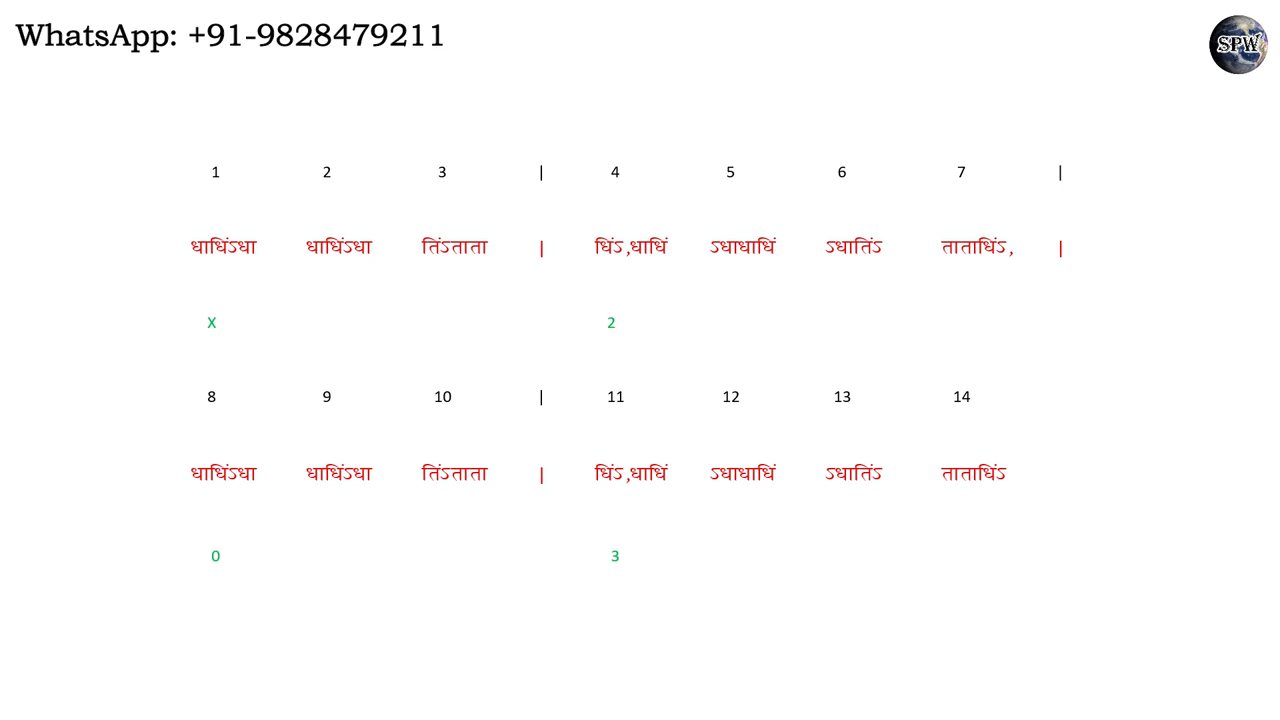 WhatsApp: +91-9828479211
SPW
1 2 3 | 4 5 6 7 |
धाधिंऽधा धाधिंऽधा तिंऽताता | धिंऽ,धाधिं ऽधाधाधिं ऽधातिंऽ ताताधिंऽ, |
X 2
8 9 10 | 11 12 13 14
धाधिंऽधा धाधिंऽधा तिंऽताता | धिंऽ,धाधिं ऽधाधाधिं ऽधातिंऽ ताताधिंऽ
0 3